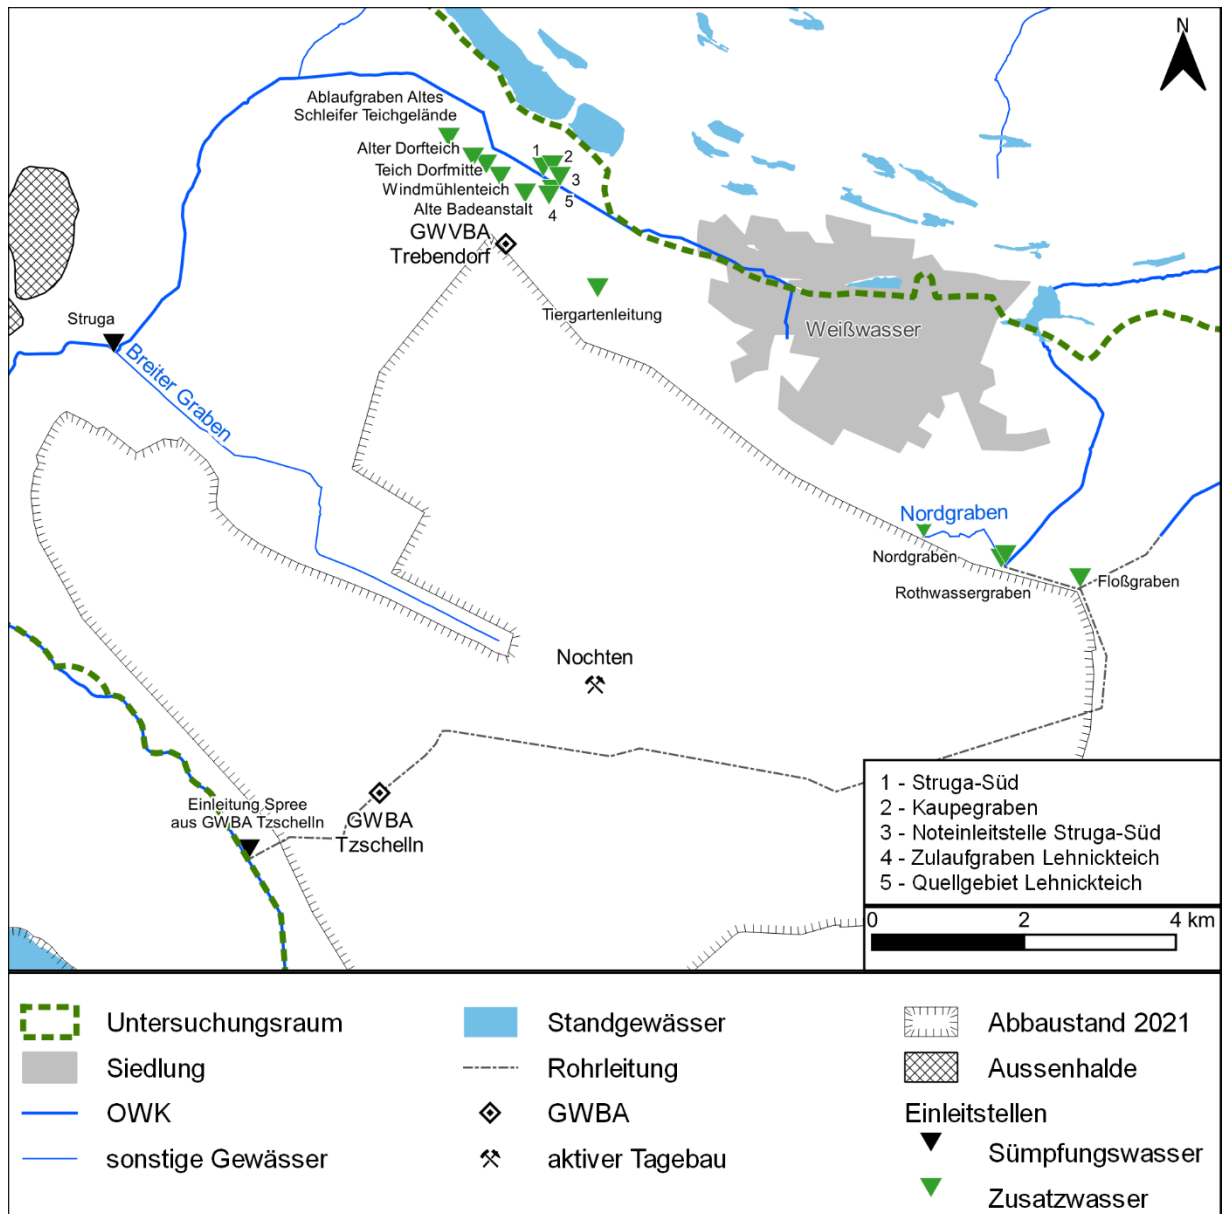 N
Ablaufgraben Altes
Schleifer Teichgelände
Alter Dorfteich
Teich Dorfmitte
Windmühlenteich
Alte Badeanstalt
1
2
3
5
4
GWVBA
Trebendorf
Tiergartenleitung
Weißwasser
Struga
Breiter Graben
Nordgraben
Nordgraben
Rothwassergraben
Floßgraben
Nochten
Einleitung Spree
aus GWBA Tzschelln
GWBA
Tzschelln
1 - Struga-Süd
2 - Kaupegraben
3 - Noteinleitstelle Struga-Süd
4 - Zulaufgraben Lehnickteich
5 - Quellgebiet Lehnickteich
0 2 4 km
Untersuchungsraum
Siedlung
OWK
sonstige Gewässer
Standgewässer
Rohrleitung
GWBA
aktiver Tagebau
Abbaustand 2021
Aussenhalde
Einleitstellen
Sümpfungswasser
Zusatzwasser